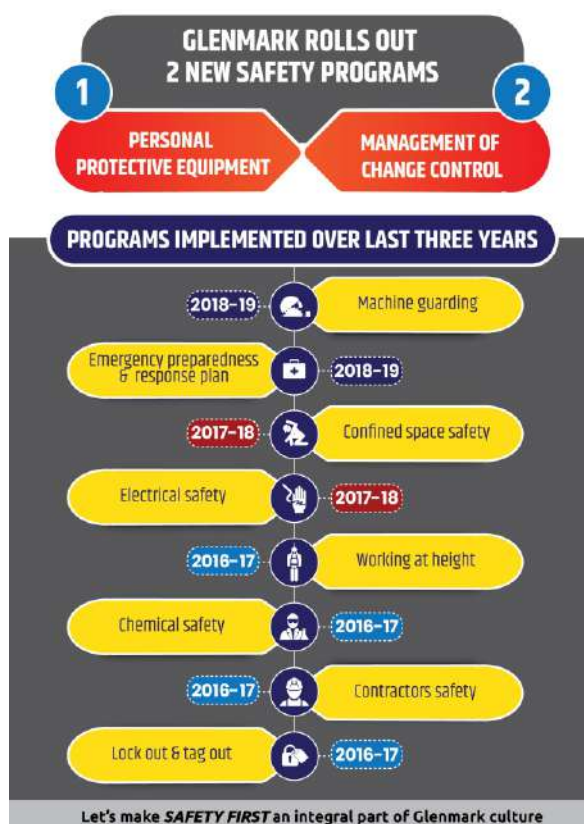 GLENMARK ROLLS OUT
2 NEW SAFETY PROGRAMS
1
2
PERSONAL
PROTECTIVE EQUIPMENT
MANAGEMENT OF
CHANGE CONTROL
PROGRAMS IMPLEMENTED OVER LAST THREE YEARS
2018-19
Machine guarding
Emergency preparedness
& response plan
2018-19
2017-18
Confined space safety
Electrical safety
2017-18
2016-17
Working at height
Chemical safety
2016-17
2016-17
Contractors safety
Lock out & tag out
2016-17
Let's make SAFETY FIRST an integral part of Glenmark culture